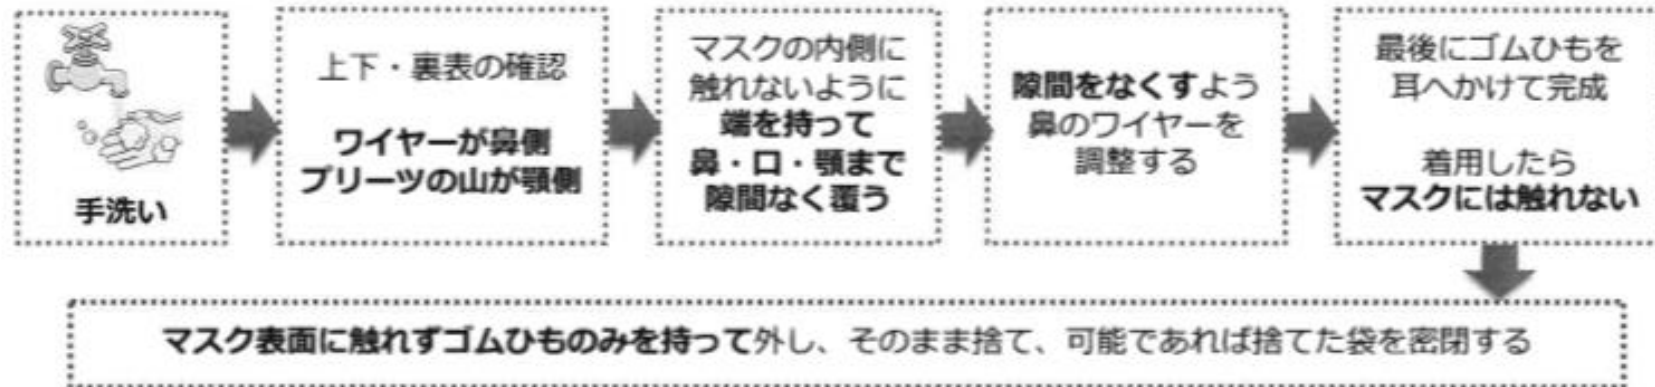 手洗い
上下・裏表の確認
ワイヤーが鼻側
プリーツの山が顎側
マスクの内側に
触れないように
端を持って
鼻・口・顎まで
隙間なく覆う
隙間をなくすよう
鼻のワイヤーを
調整する
最後にゴムひもを
耳へかけて完成
着用したら
マスクには触れない
マスク表面に触れずゴムひものみを持って外し、そのまま捨て、可能であれば捨てた袋を密閉する